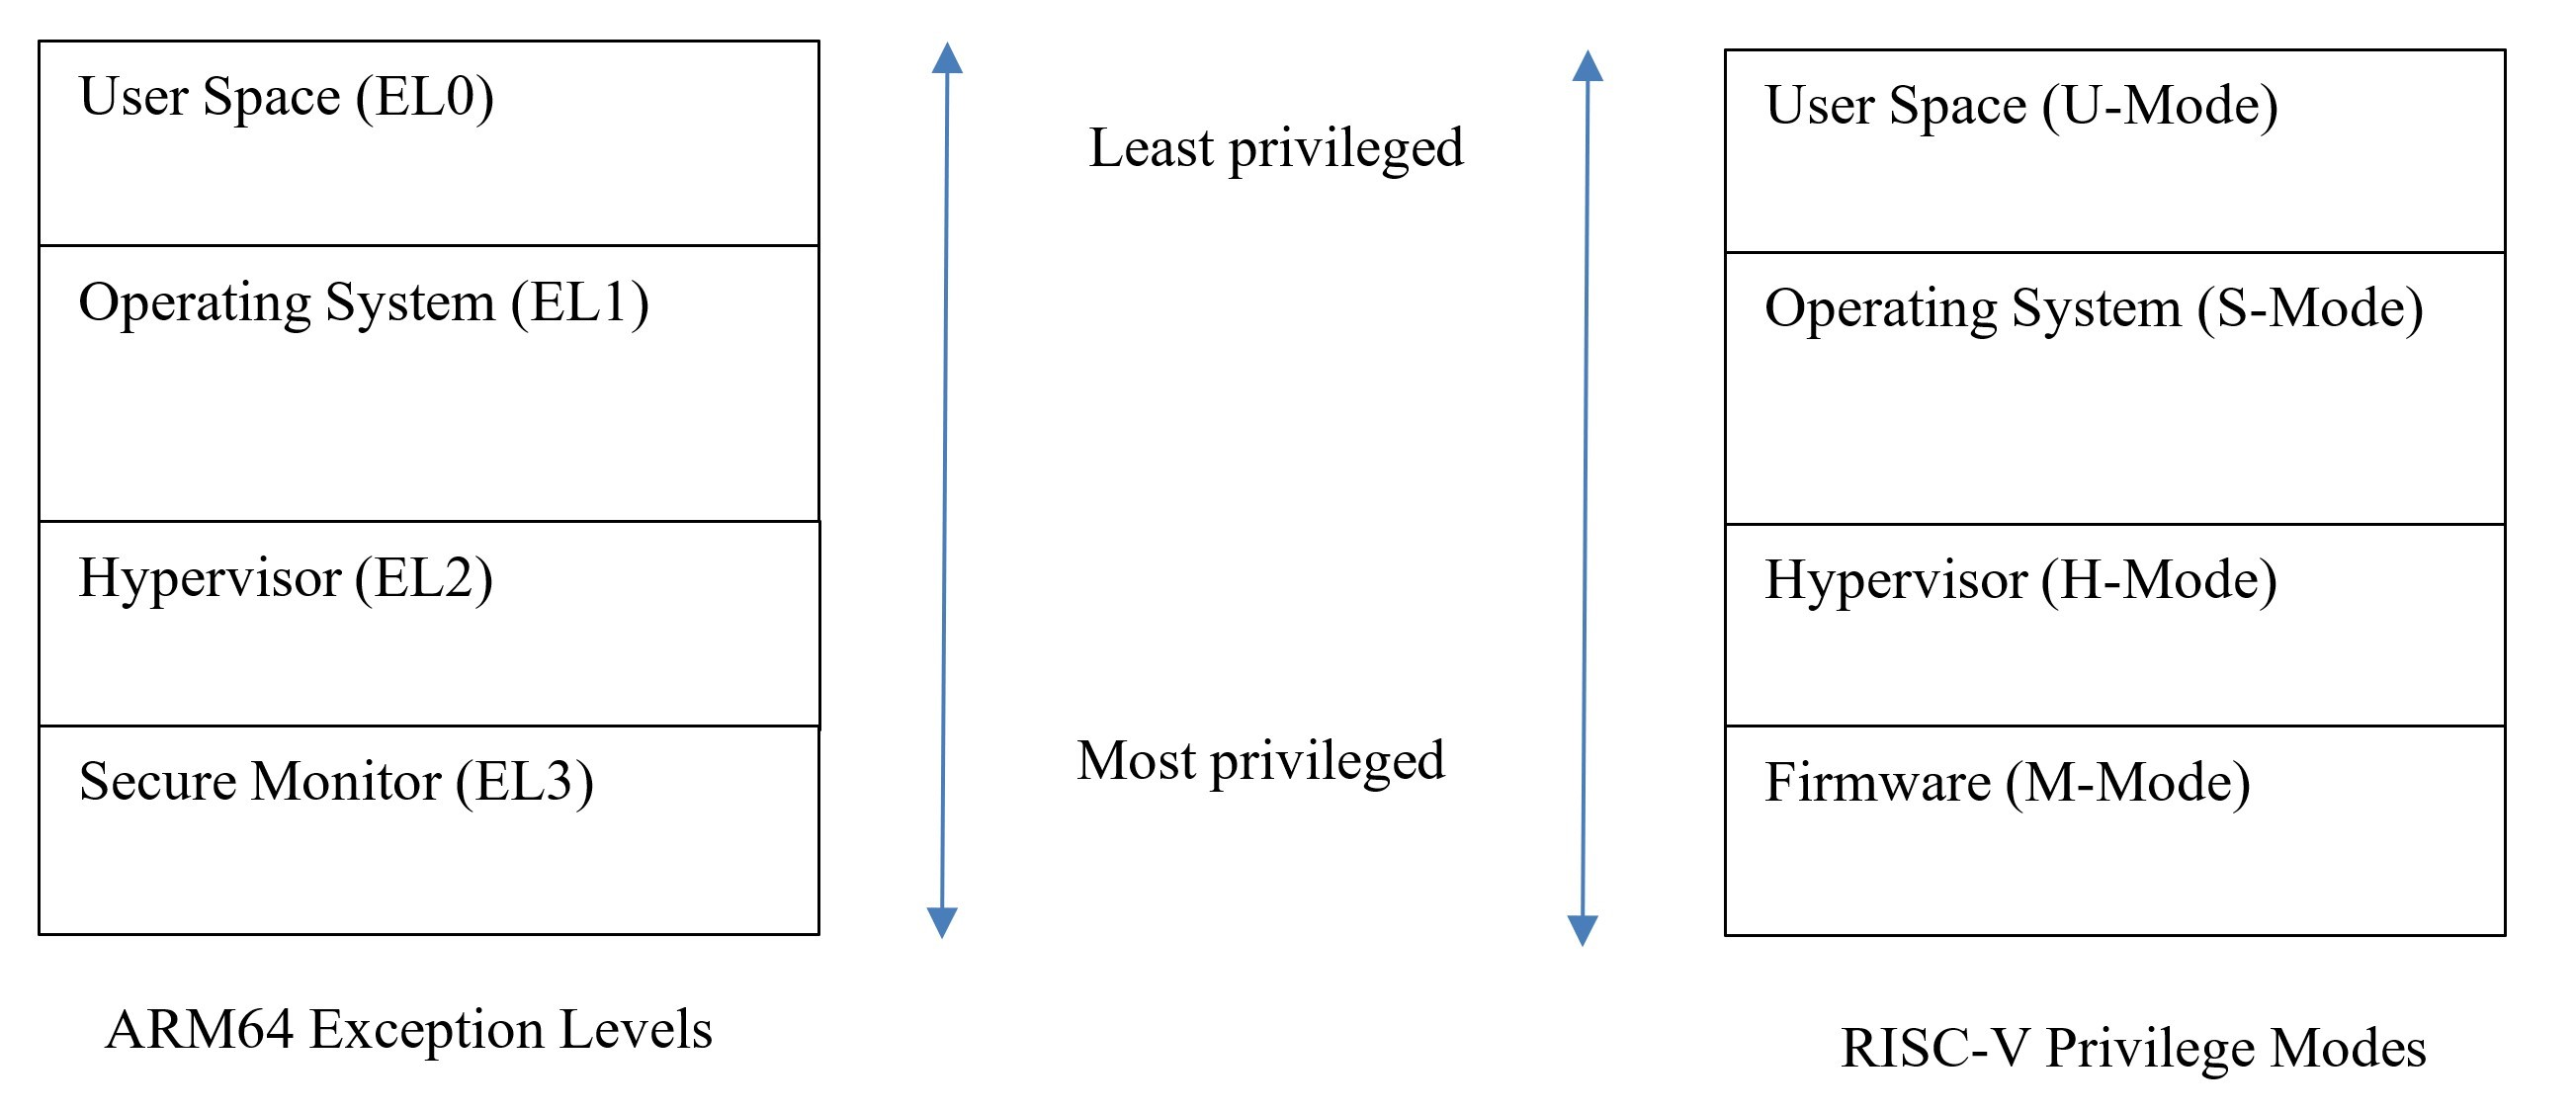 User Space (EL0)
Operating System (EL1)
Hypervisor (EL2)
Secure Monitor (EL3)
ARM64 Exception Levels
Least privileged
Most privileged
User Space (U-Mode)
Operating System (S-Mode)
Hypervisor (H-Mode)
Firmware (M-Mode)
RISC-V Privilege Modes